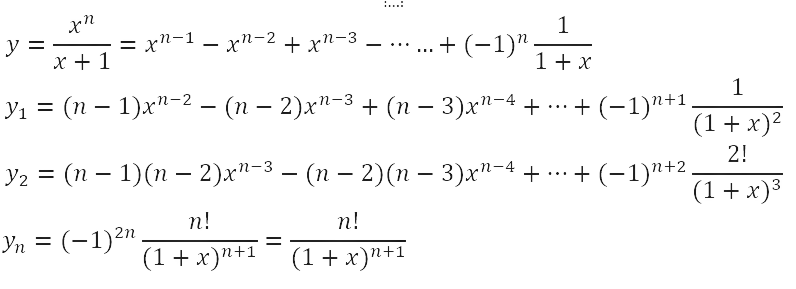 y = x^n / (x + 1) = x^{n−1} − x^{n−2} + x^{n−3} − ⋯ … + (−1)^n 1 / (1 + x)
y_1 = (n − 1)x^{n−2} − (n − 2)x^{n−3} + (n − 3)x^{n−4} + ⋯ + (−1)^{n+1} 1 / (1 + x)^2
y_2 = (n − 1)(n − 2)x^{n−3} − (n − 2)(n − 3)x^{n−4} + ⋯ + (−1)^{n+2} 2! / (1 + x)^3
y_n = (−1)^{2n} n! / (1 + x)^{n+1} = n! / (1 + x)^{n+1}